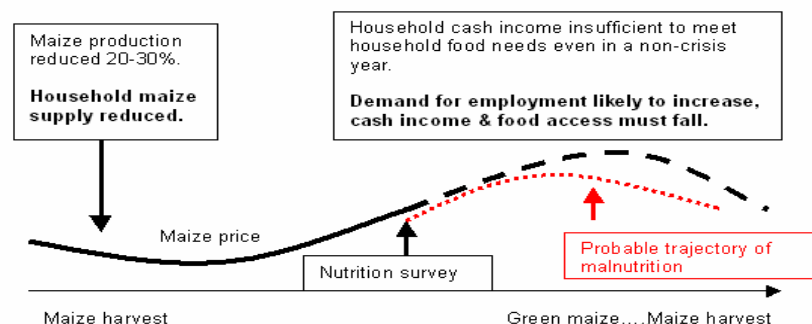 Maize production
reduced 20-30%.
Household maize
supply reduced.
Household cash income insufficient to meet
household food needs even in a non-crisis
year.
Demand for employment likely to increase,
cash income & food access must fall.
Maize price
Nutrition survey
Probable trajectory of
malnutrition
Maize harvest
Green maize....Maize harvest